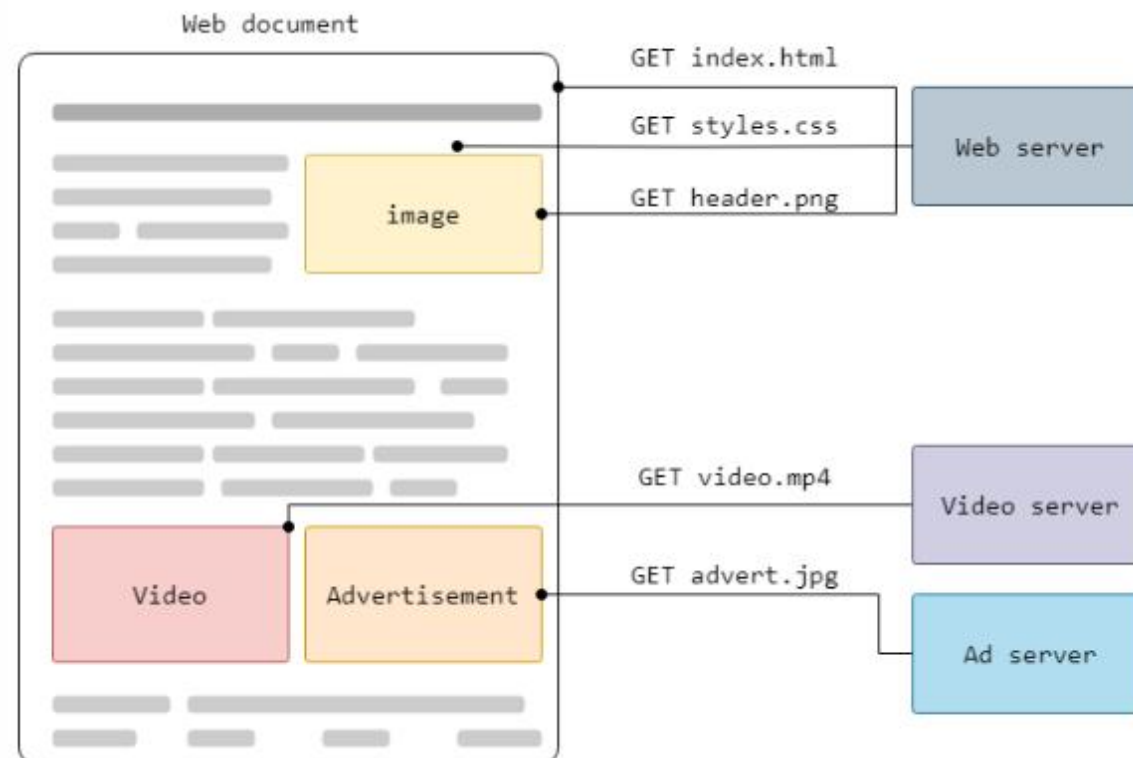 Web document
GET index.html
GET styles.css
Web server
GET header.png
image
GET video.mp4
Video server
GET advert.jpg
Video
Advertisement
Ad server